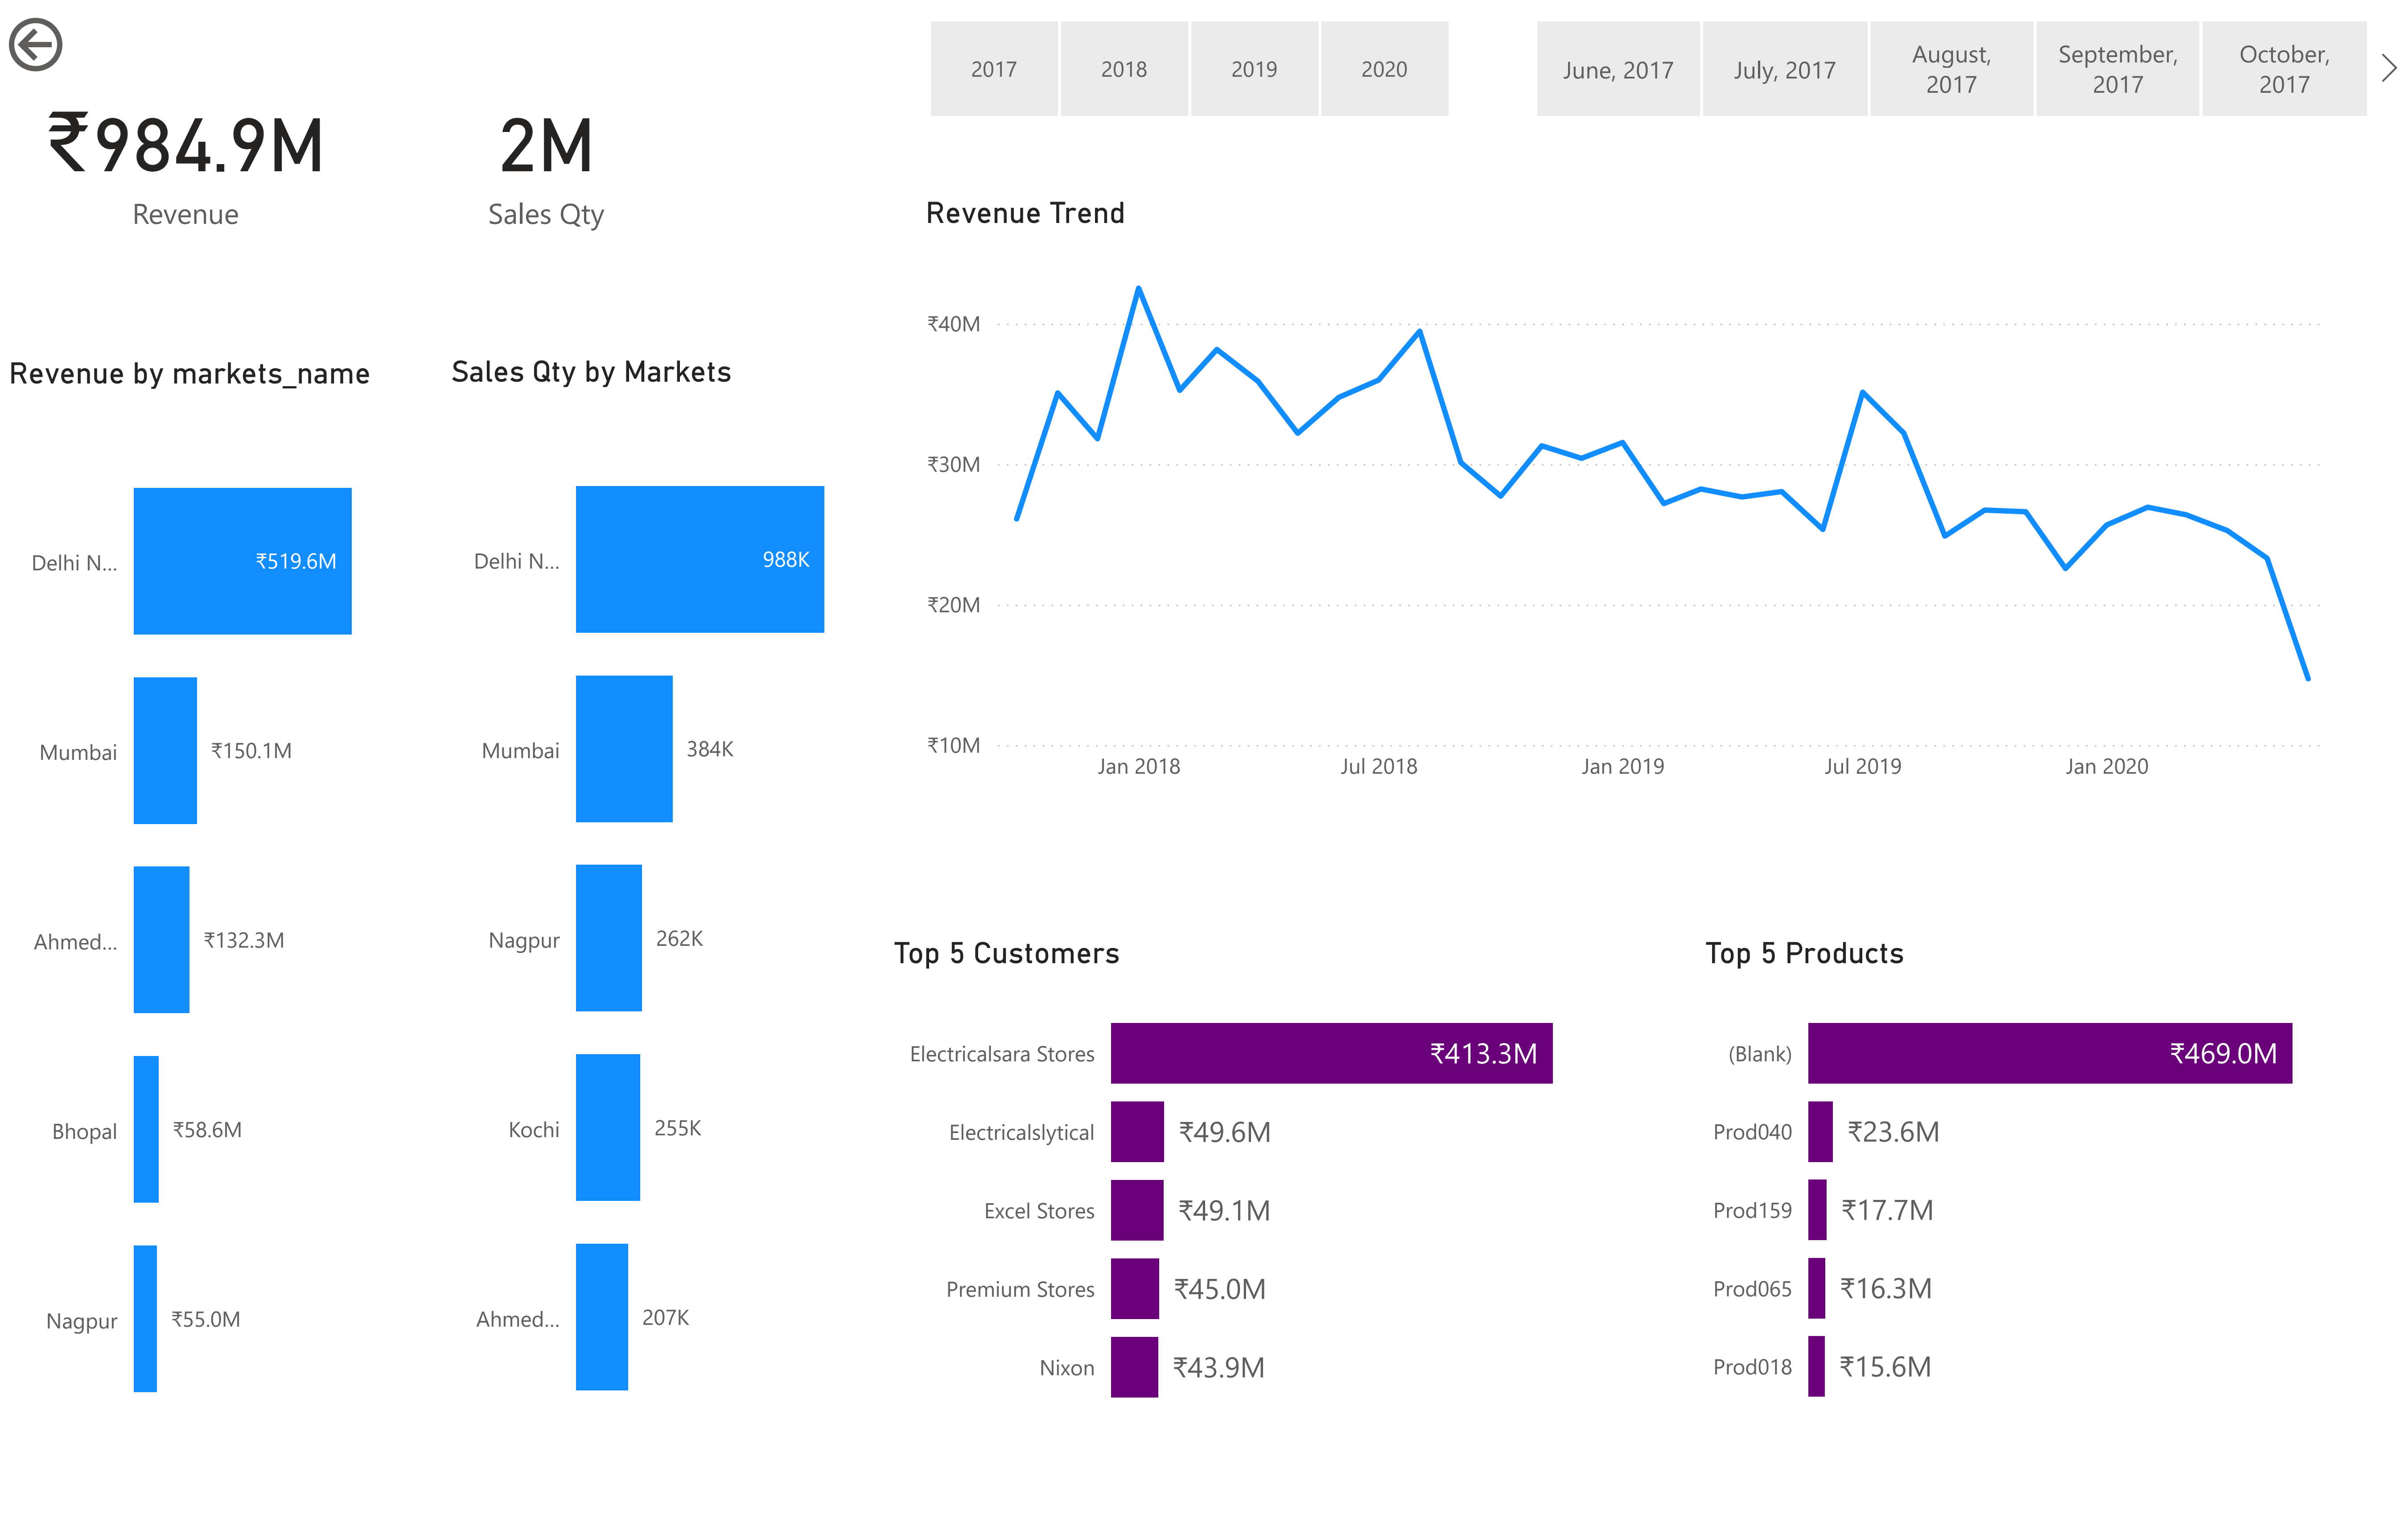 2017
2018
2019
2020
June, 2017
July, 2017
August,
2017
September,
2017
October,
2017
₹984.9M
Revenue
2M
Sales Qty
Revenue by markets_name
Delhi N...
₹519.6M
Mumbai
₹150.1M
Ahmed...
₹132.3M
Bhopal
₹58.6M
Nagpur
₹55.0M
Sales Qty by Markets
Delhi N...
988K
Mumbai
384K
Nagpur
262K
Kochi
255K
Ahmed...
207K
Revenue Trend
₹40M
₹30M
₹20M
₹10M
Jan 2018
Jul 2018
Jan 2019
Jul 2019
Jan 2020
Top 5 Customers
Electricalsara Stores
₹413.3M
Electricalslytical
₹49.6M
Excel Stores
₹49.1M
Premium Stores
₹45.0M
Nixon
₹43.9M
Top 5 Products
(Blank)
₹469.0M
Prod040
₹23.6M
Prod159
₹17.7M
Prod065
₹16.3M
Prod018
₹15.6M